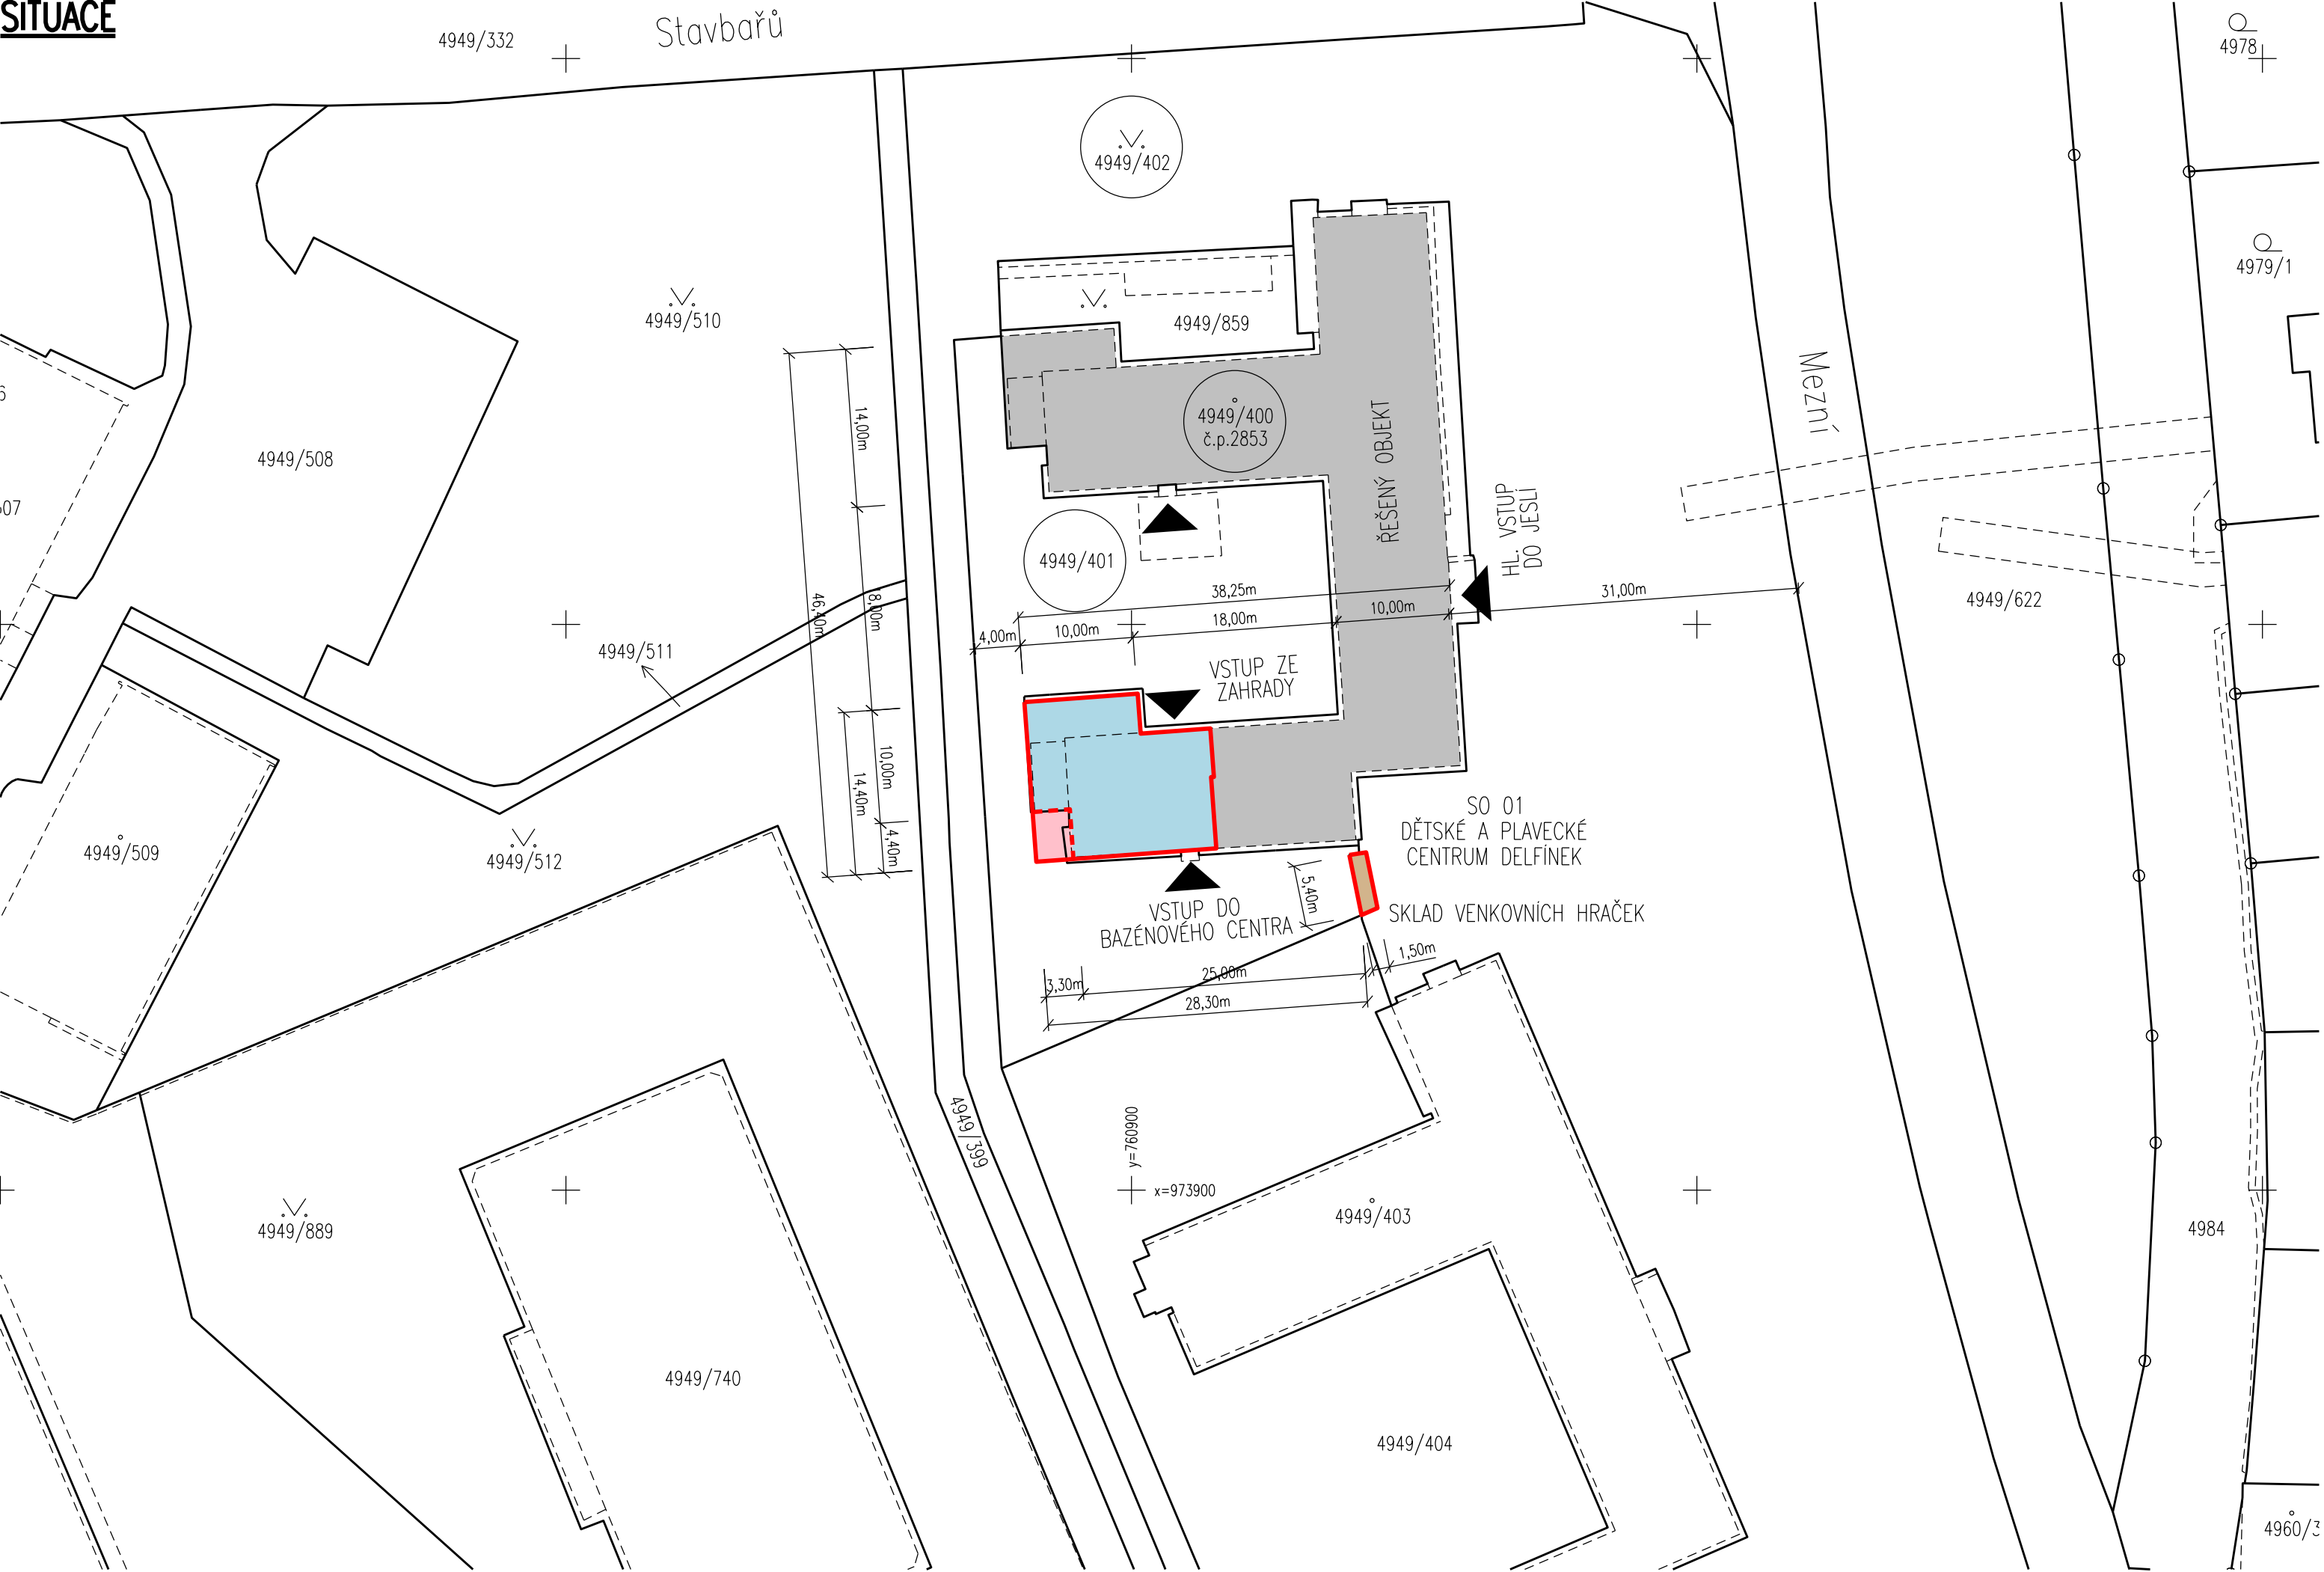 SITUACE
4949/332
Stavbařů
4978
4949/402
4979/1
4949/510
4949/859
4949/400
č.p.2853
ŘEŠENÝ OBJEKT
Mezní
4949/508
14,00m
HL. VSTUP
DO JESLÍ
4949/401
38,25m
31,00m
4949/622
46,40m
18,00m
4,00m
10,00m
18,00m
10,00m
4949/511
VSTUP ZE
ZAHRADY
10,00m
14,40m
4,40m
4949/509
4949/512
SO 01
DĚTSKÉ A PLAVECKÉ
CENTRUM DELFÍNEK
5,40m
VSTUP DO
BAZÉNOVÉHO CENTRA
SKLAD VENKOVNÍCH HRAČEK
1,50m
3,30m
25,00m
28,30m
4949/399
y=760900
x=973900
4949/889
4949/403
4984
4949/740
4949/404
4960/3